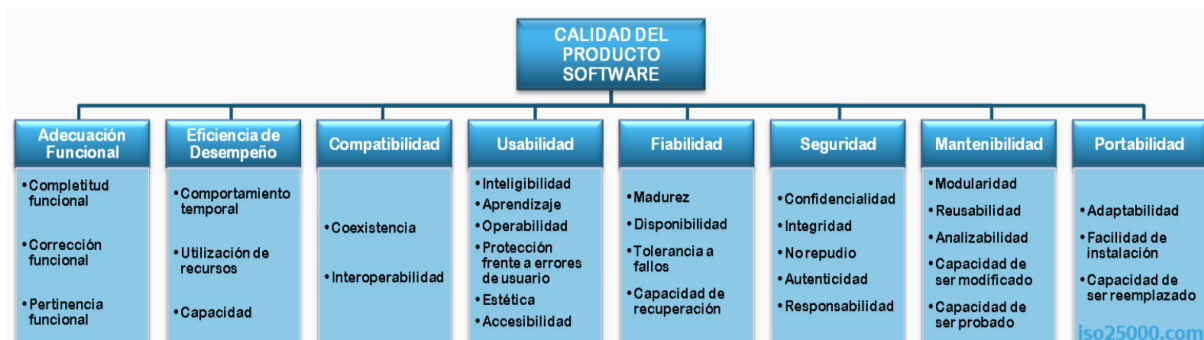 CALIDAD DEL
PRODUCTO
SOFTWARE
Adecuación
Funcional
• Completitud
funcional
• Corrección
funcional
• Pertinencia
funcional
Eficiencia de
Desempeño
• Comportamiento
temporal
• Utilización de
recursos
• Capacidad
Compatibilidad
• Coexistencia
• Interoperabilidad
Usabilidad
• Inteligibilidad
• Aprendizaje
• Operabilidad
• Protección
frente a errores
de usuario
• Estética
• Accesibilidad
Fiabilidad
• Madurez
• Disponibilidad
• Tolerancia a
fallos
• Capacidad de
recuperación
Seguridad
• Confidencialidad
• Integridad
• No repudio
• Autenticidad
• Responsabilidad
Mantenibilidad
• Modularidad
• Reusabilidad
• Analizabilidad
• Capacidad de
ser modificado
• Capacidad de
ser probado
Portabilidad
• Adaptabilidad
• Facilidad de
instalación
• Capacidad de
ser reemplazado
iso25000.com